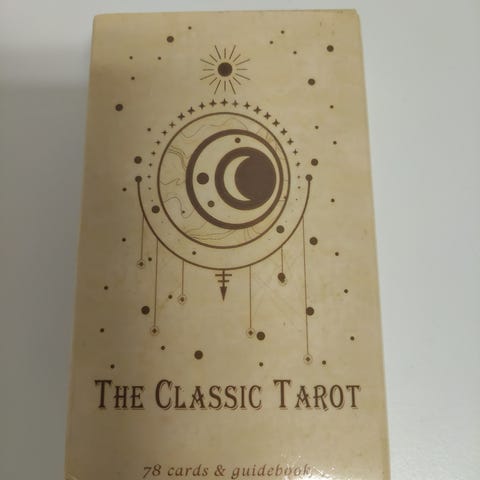 THE CLASSIC TAROT
78 cards & guidebook